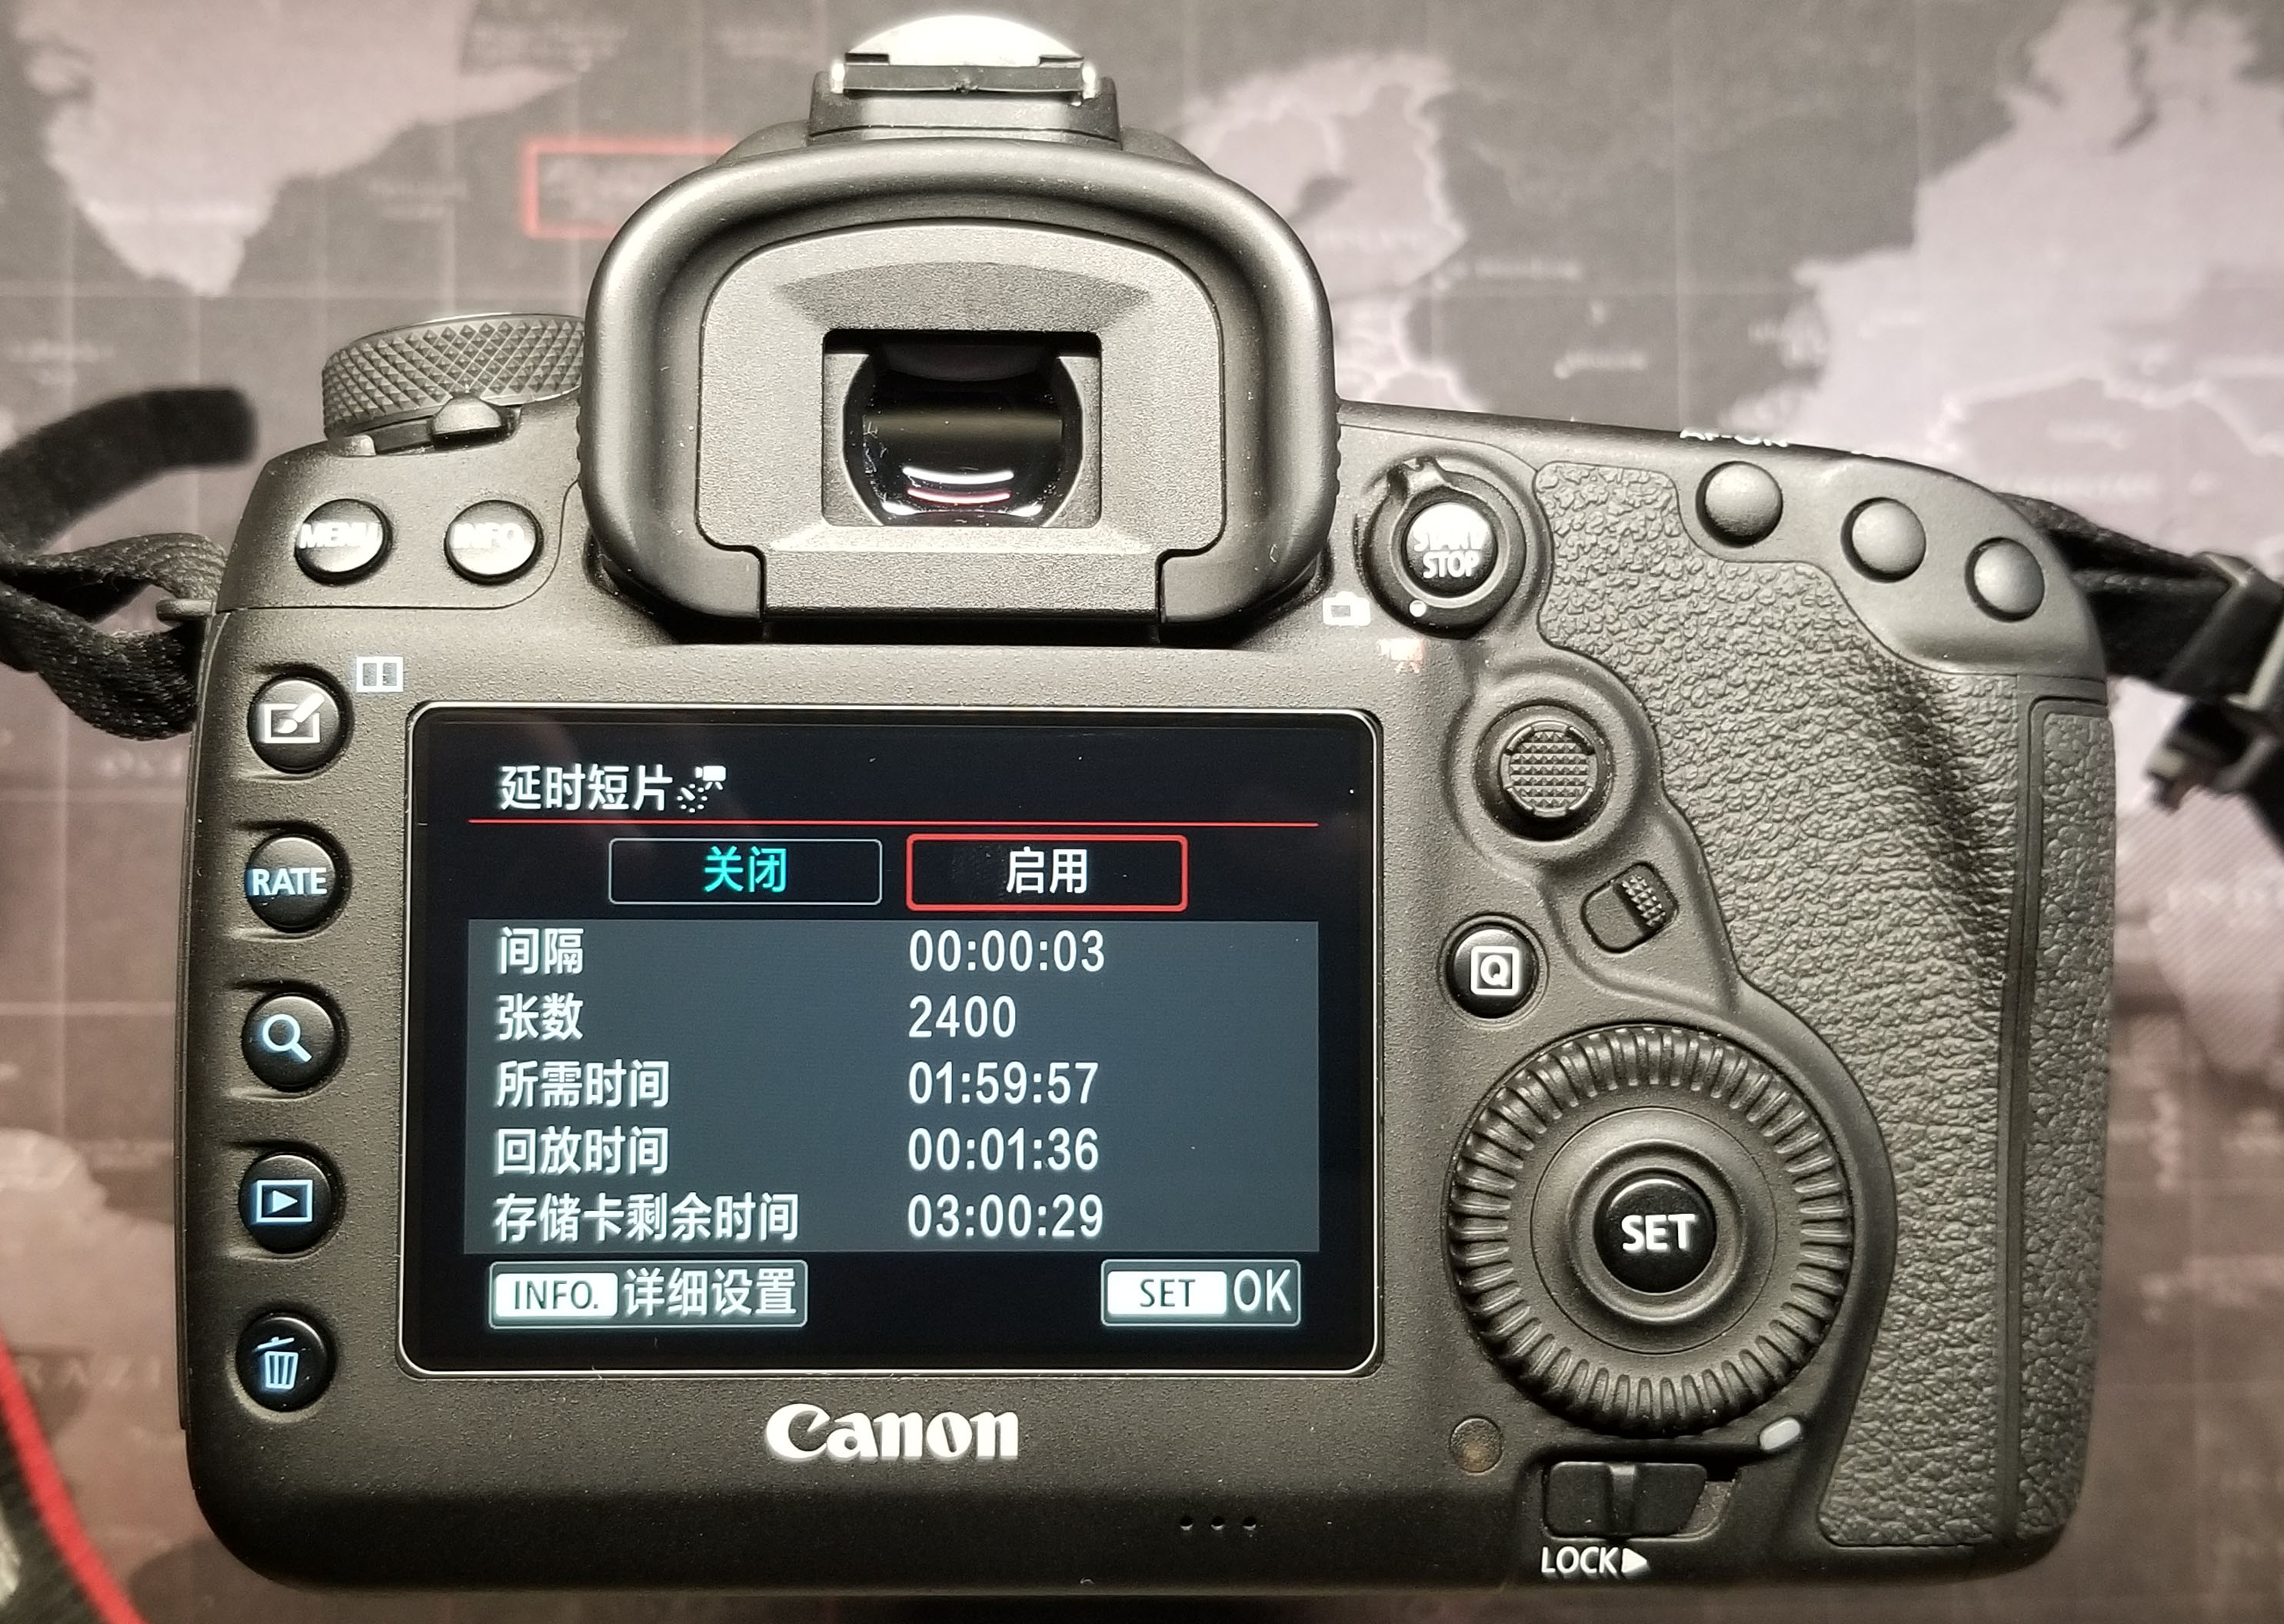 MENU
INFO
START/
STOP
RATE
延时短片
关闭
启用
间隔 00:00:03
张数 2400
所需时间 01:59:57
回放时间 00:01:36
存储卡剩余时间 03:00:29
INFO. 详细设置
SET OK
Q
SET
Canon
LOCK▶